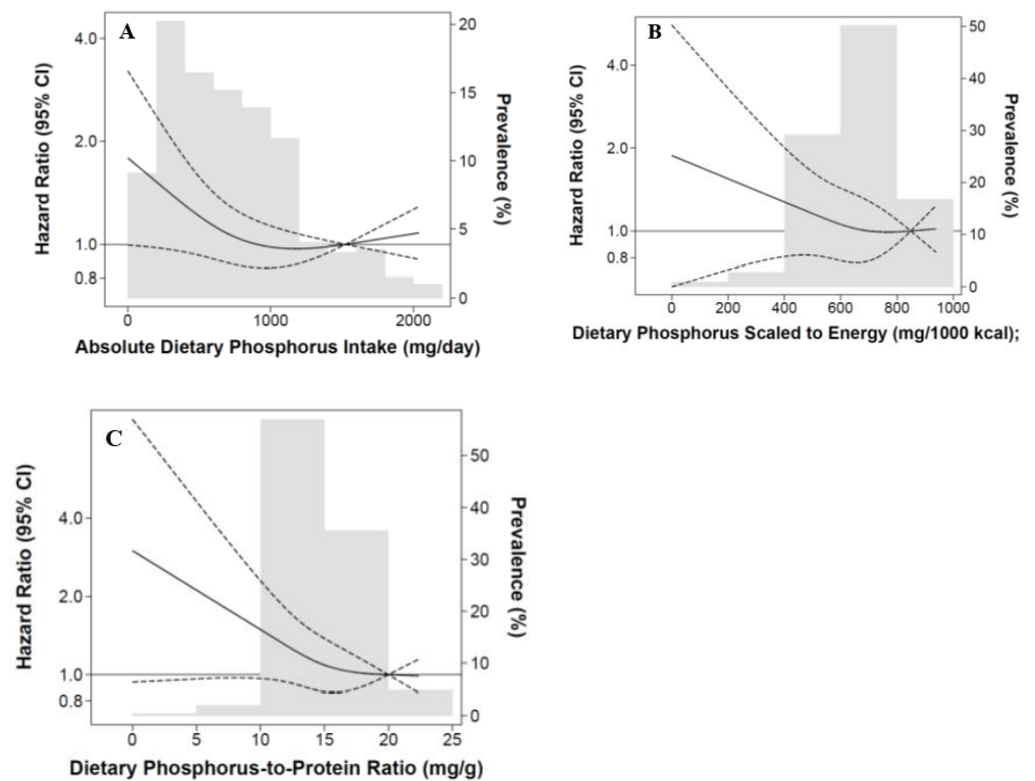 A
Hazard Ratio (95% CI)
4.0
2.0
1.0
0.8
20
15
10
5
0
Prevalence (%)
0 1000 2000
Absolute Dietary Phosphorus Intake (mg/day)
B
Hazard Ratio (95% CI)
4.0
2.0
1.0
0.8
50
40
30
20
10
0
Prevalence (%)
0 200 400 600 800 1000
Dietary Phosphorus Scaled to Energy (mg/1000 kcal);
C
Hazard Ratio (95% CI)
4.0
2.0
1.0
0.8
50
40
30
20
10
0
Prevalence (%)
0 5 10 15 20 25
Dietary Phosphorus-to-Protein Ratio (mg/g)